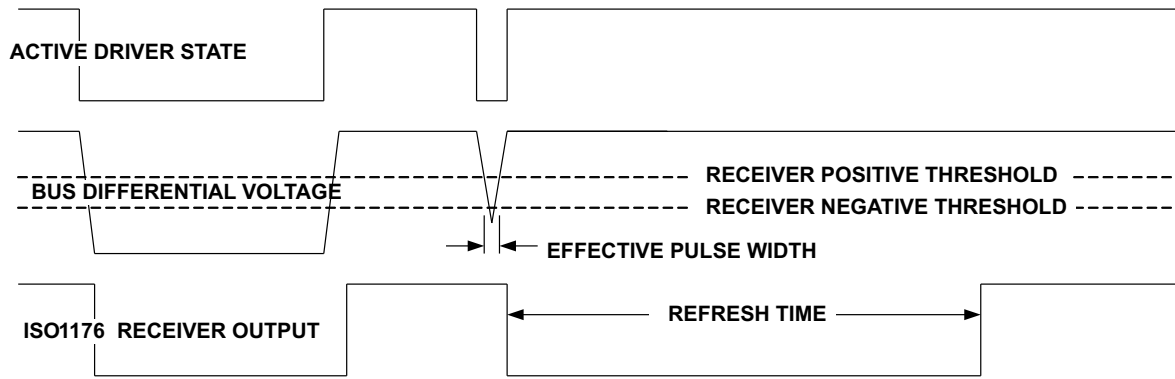 ACTIVE DRIVER STATE
RECEIVER POSITIVE THRESHOLD
BUS DIFFERENTIAL VOLTAGE
RECEIVER NEGATIVE THRESHOLD
EFFECTIVE PULSE WIDTH
REFRESH TIME
ISO1176 RECEIVER OUTPUT